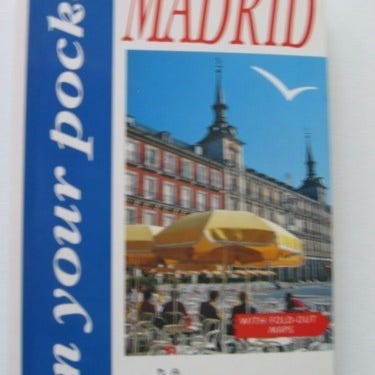 MADRID
n your pock
WITH FOLD-OUT
MAPS